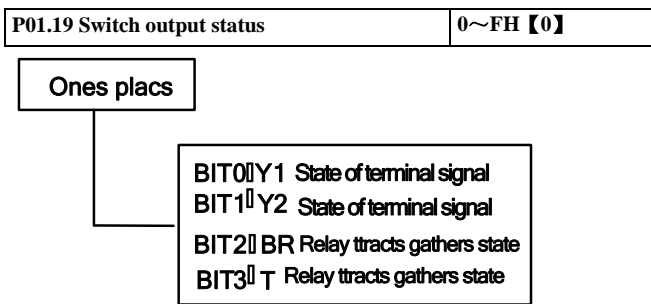 P01.19 Switch output status 0～FH【0】
Ones placs
BIT0▯Y1 State of terminal signal
BIT1▯Y2 State of terminal signal
BIT2▯BR Relay ttracts gathers state
BIT3▯T Relay ttracts gathers state